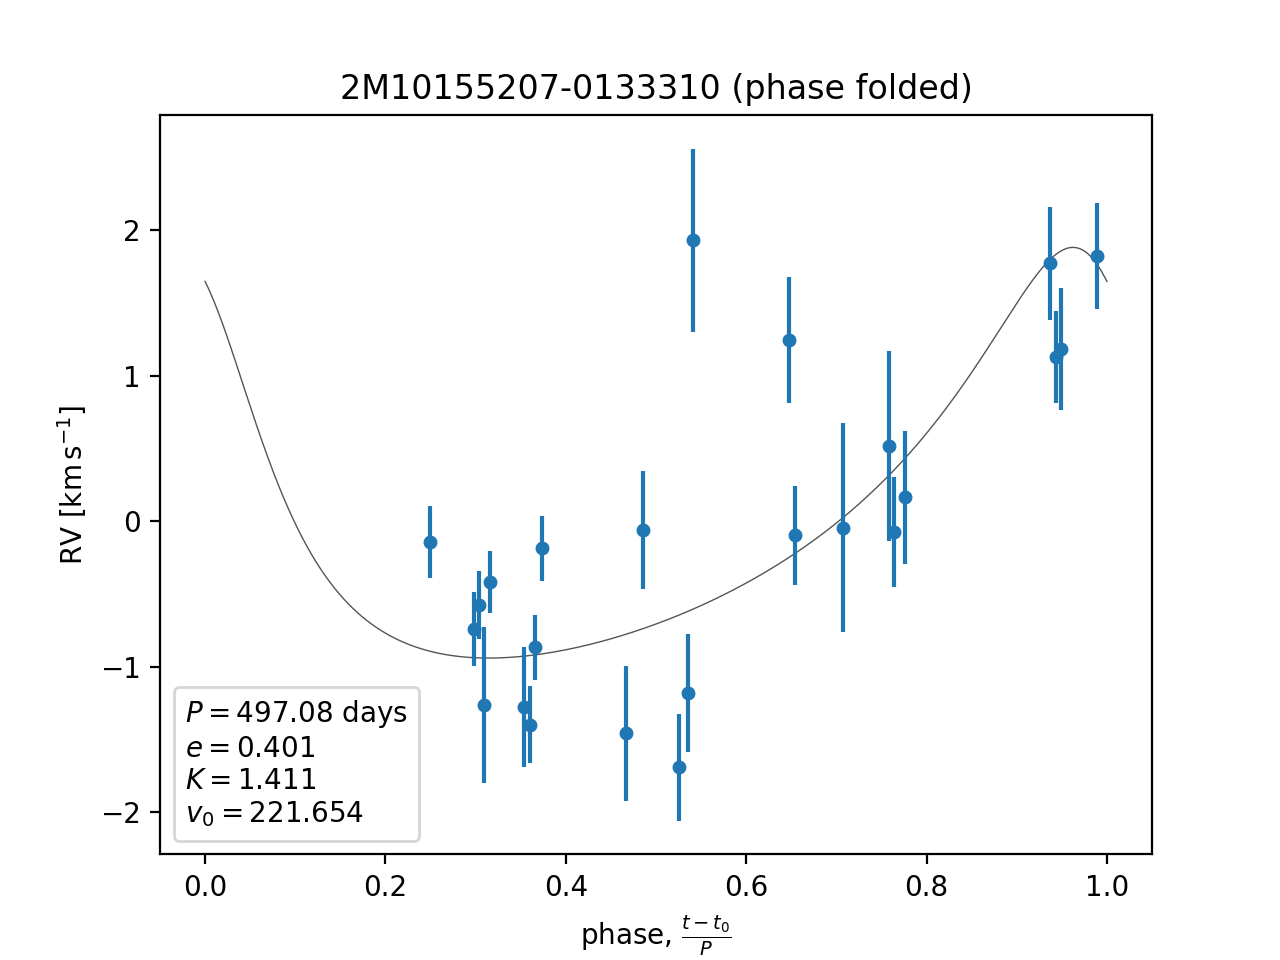 2M10155207-0133310 (phase folded)
RV [km s⁻¹]
2
1
0
−1
−2
P = 497.08 days
e = 0.401
K = 1.411
v₀ = 221.654
0.0 0.2 0.4 0.6 0.8 1.0
phase, (t − t₀)/P